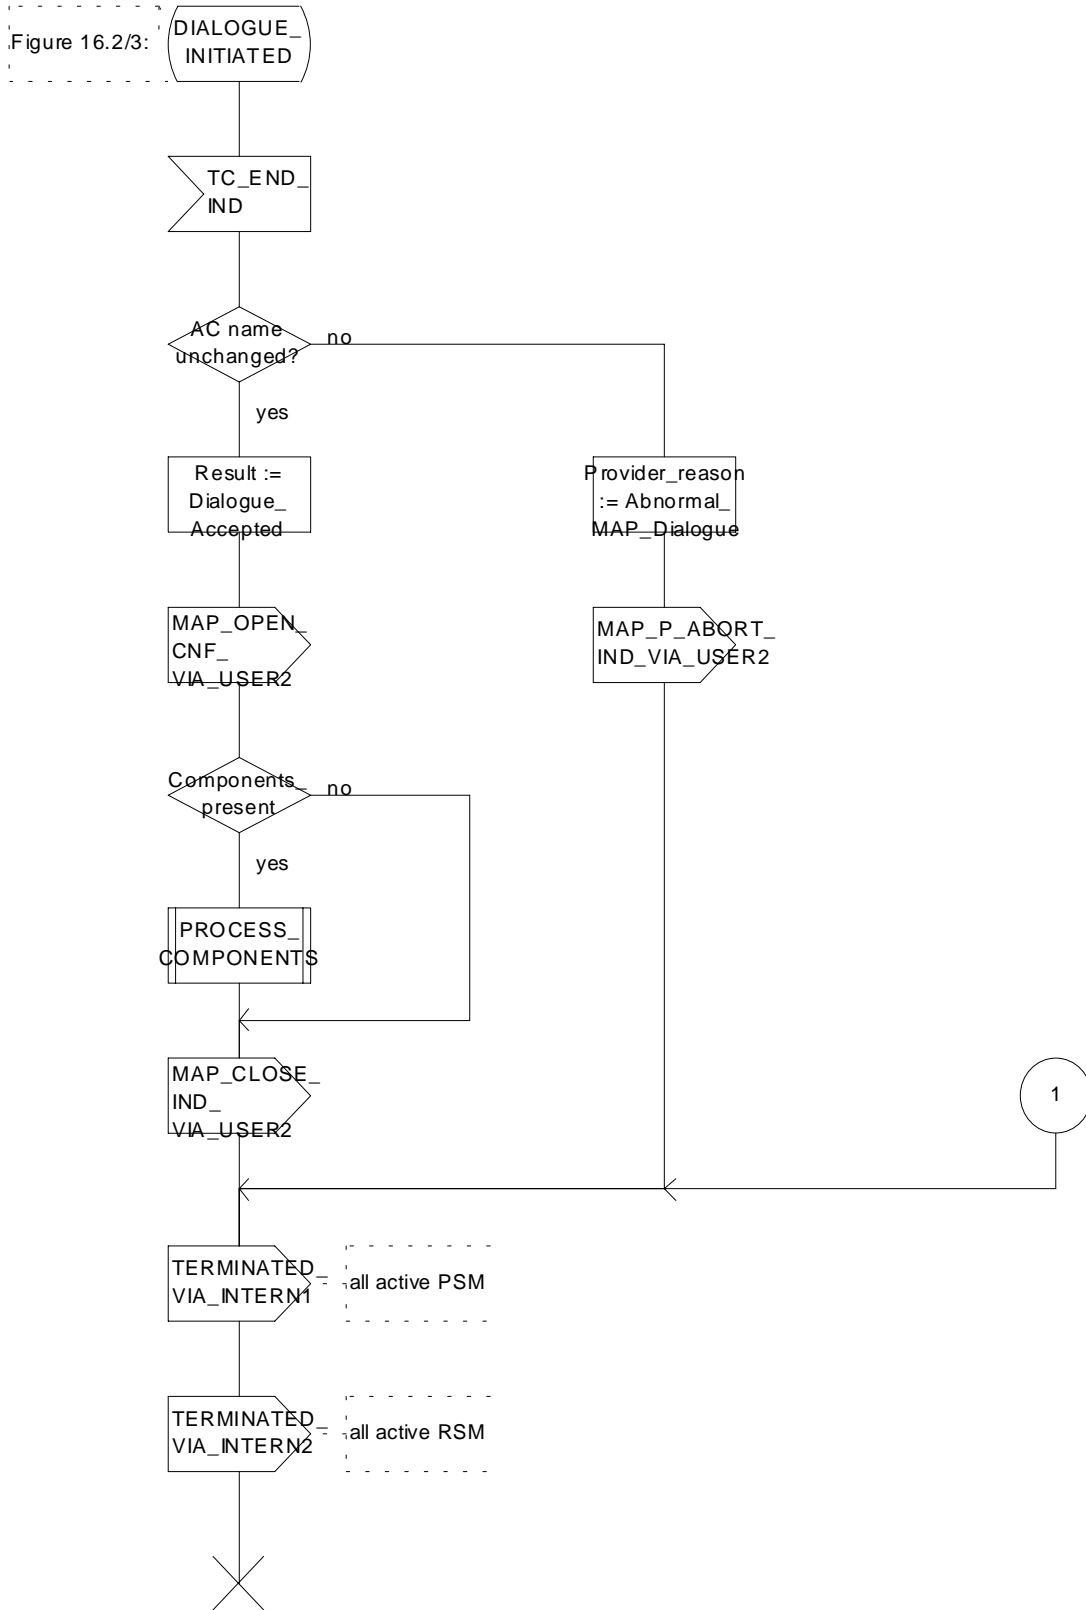 Figure 16.2/3:
DIALOGUE_
INITIATED
TC_END_
IND
AC name
unchanged?
no
yes
Result :=
Dialogue_
Accepted
Provider_reason
:= Abnormal_
MAP_Dialogue
MAP_OPEN_
CNF_
VIA_USER2
MAP_P_ABORT_
IND_VIA_USER2
Components_
present
no
yes
PROCESS_
COMPONENTS
MAP_CLOSE_
IND_
VIA_USER2
1
TERMINATED_
VIA_INTERN1
all active PSM
TERMINATED_
VIA_INTERN2
all active RSM